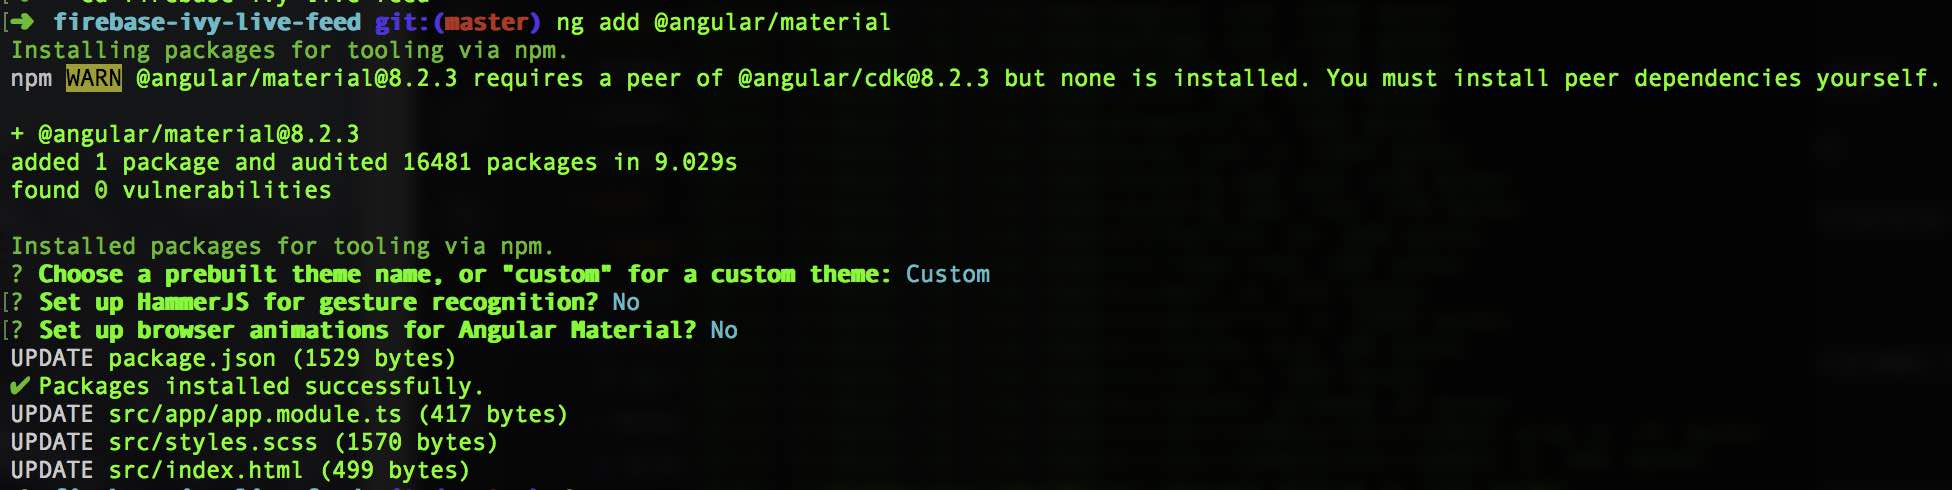 ➜ firebase-ivy-live-feed git:(master) ng add @angular/material
Installing packages for tooling via npm.
npm WARN @angular/material@8.2.3 requires a peer of @angular/cdk@8.2.3 but none is installed. You must install peer dependencies yourself.
+ @angular/material@8.2.3
added 1 package and audited 16481 packages in 9.029s
found 0 vulnerabilities
Installed packages for tooling via npm.
? Choose a prebuilt theme name, or "custom" for a custom theme: Custom
[? Set up HammerJS for gesture recognition? No
[? Set up browser animations for Angular Material? No
UPDATE package.json (1529 bytes)
✔ Packages installed successfully.
UPDATE src/app/app.module.ts (417 bytes)
UPDATE src/styles.scss (1570 bytes)
UPDATE src/index.html (499 bytes)